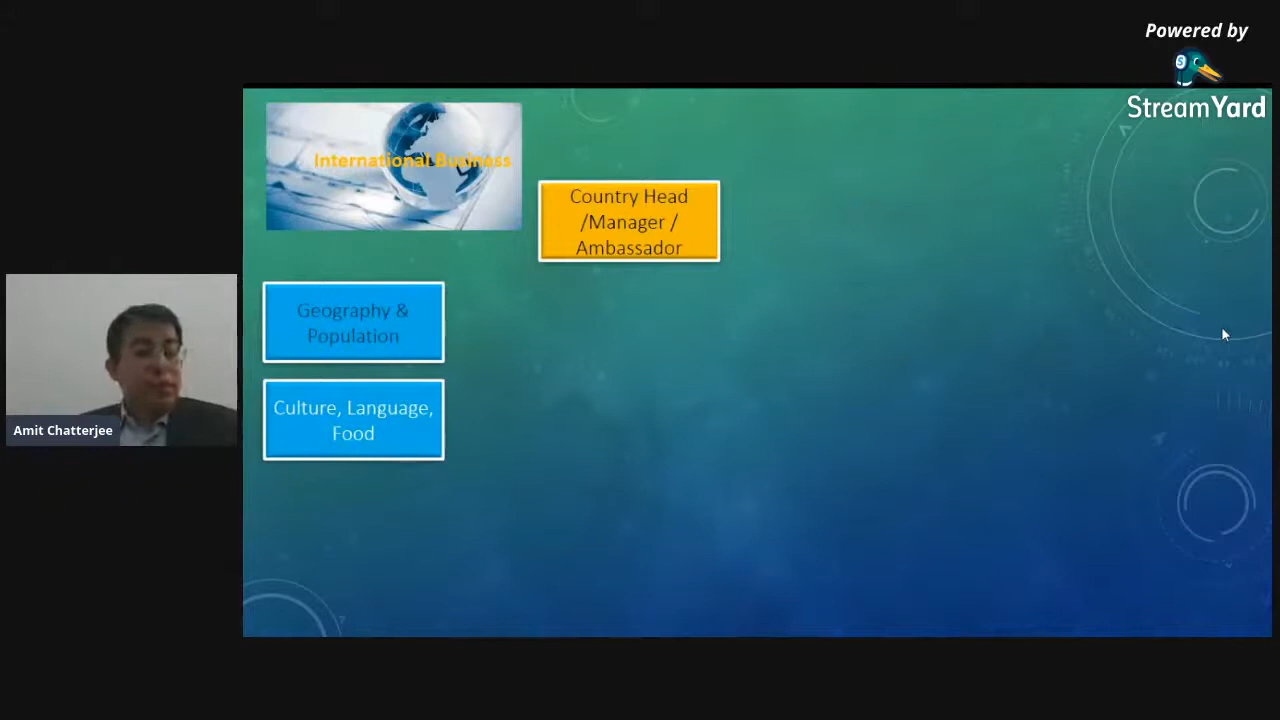 Powered by
StreamYard
International Business
Country Head
/Manager /
Ambassador
Geography &
Population
Culture, Language,
Food
Amit Chatterjee